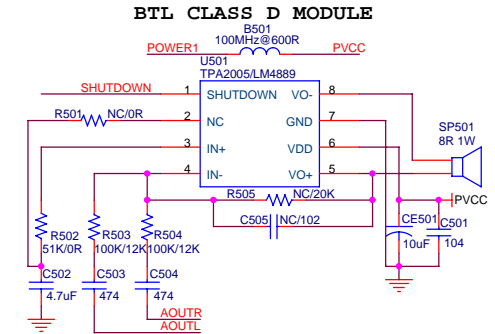 BTL CLASS D MODULE
B501
100MHz@600R
POWER1
PVCC
U501
TPA2005/LM4889
SHUTDOWN
1
SHUTDOWN
VO-
8
R501
NC/0R
2
NC
GND
7
3
IN+
VDD
6
4
IN-
VO+
5
SP501
8R 1W
R505
NC/20K
C505
NC/102
PVCC
R502
51K/0R
R503
100K/12K
R504
100K/12K
CE501
10uF
C501
104
C502
4.7uF
C503
474
C504
474
AOUTR
AOUTL